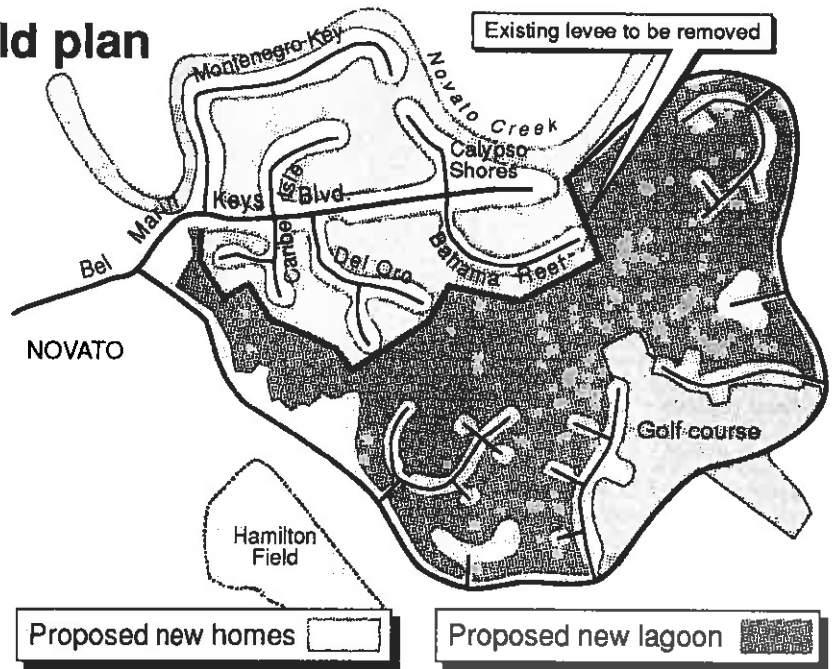 ld plan
Existing levee to be removed
Montenegro Key
Novato Creek
Calypso
Shores
Bel Marin Keys Blvd.
Caribe Isle
Del Oro
Bahama Reef
NOVATO
Golf course
Hamilton
Field
Proposed new homes
Proposed new lagoon